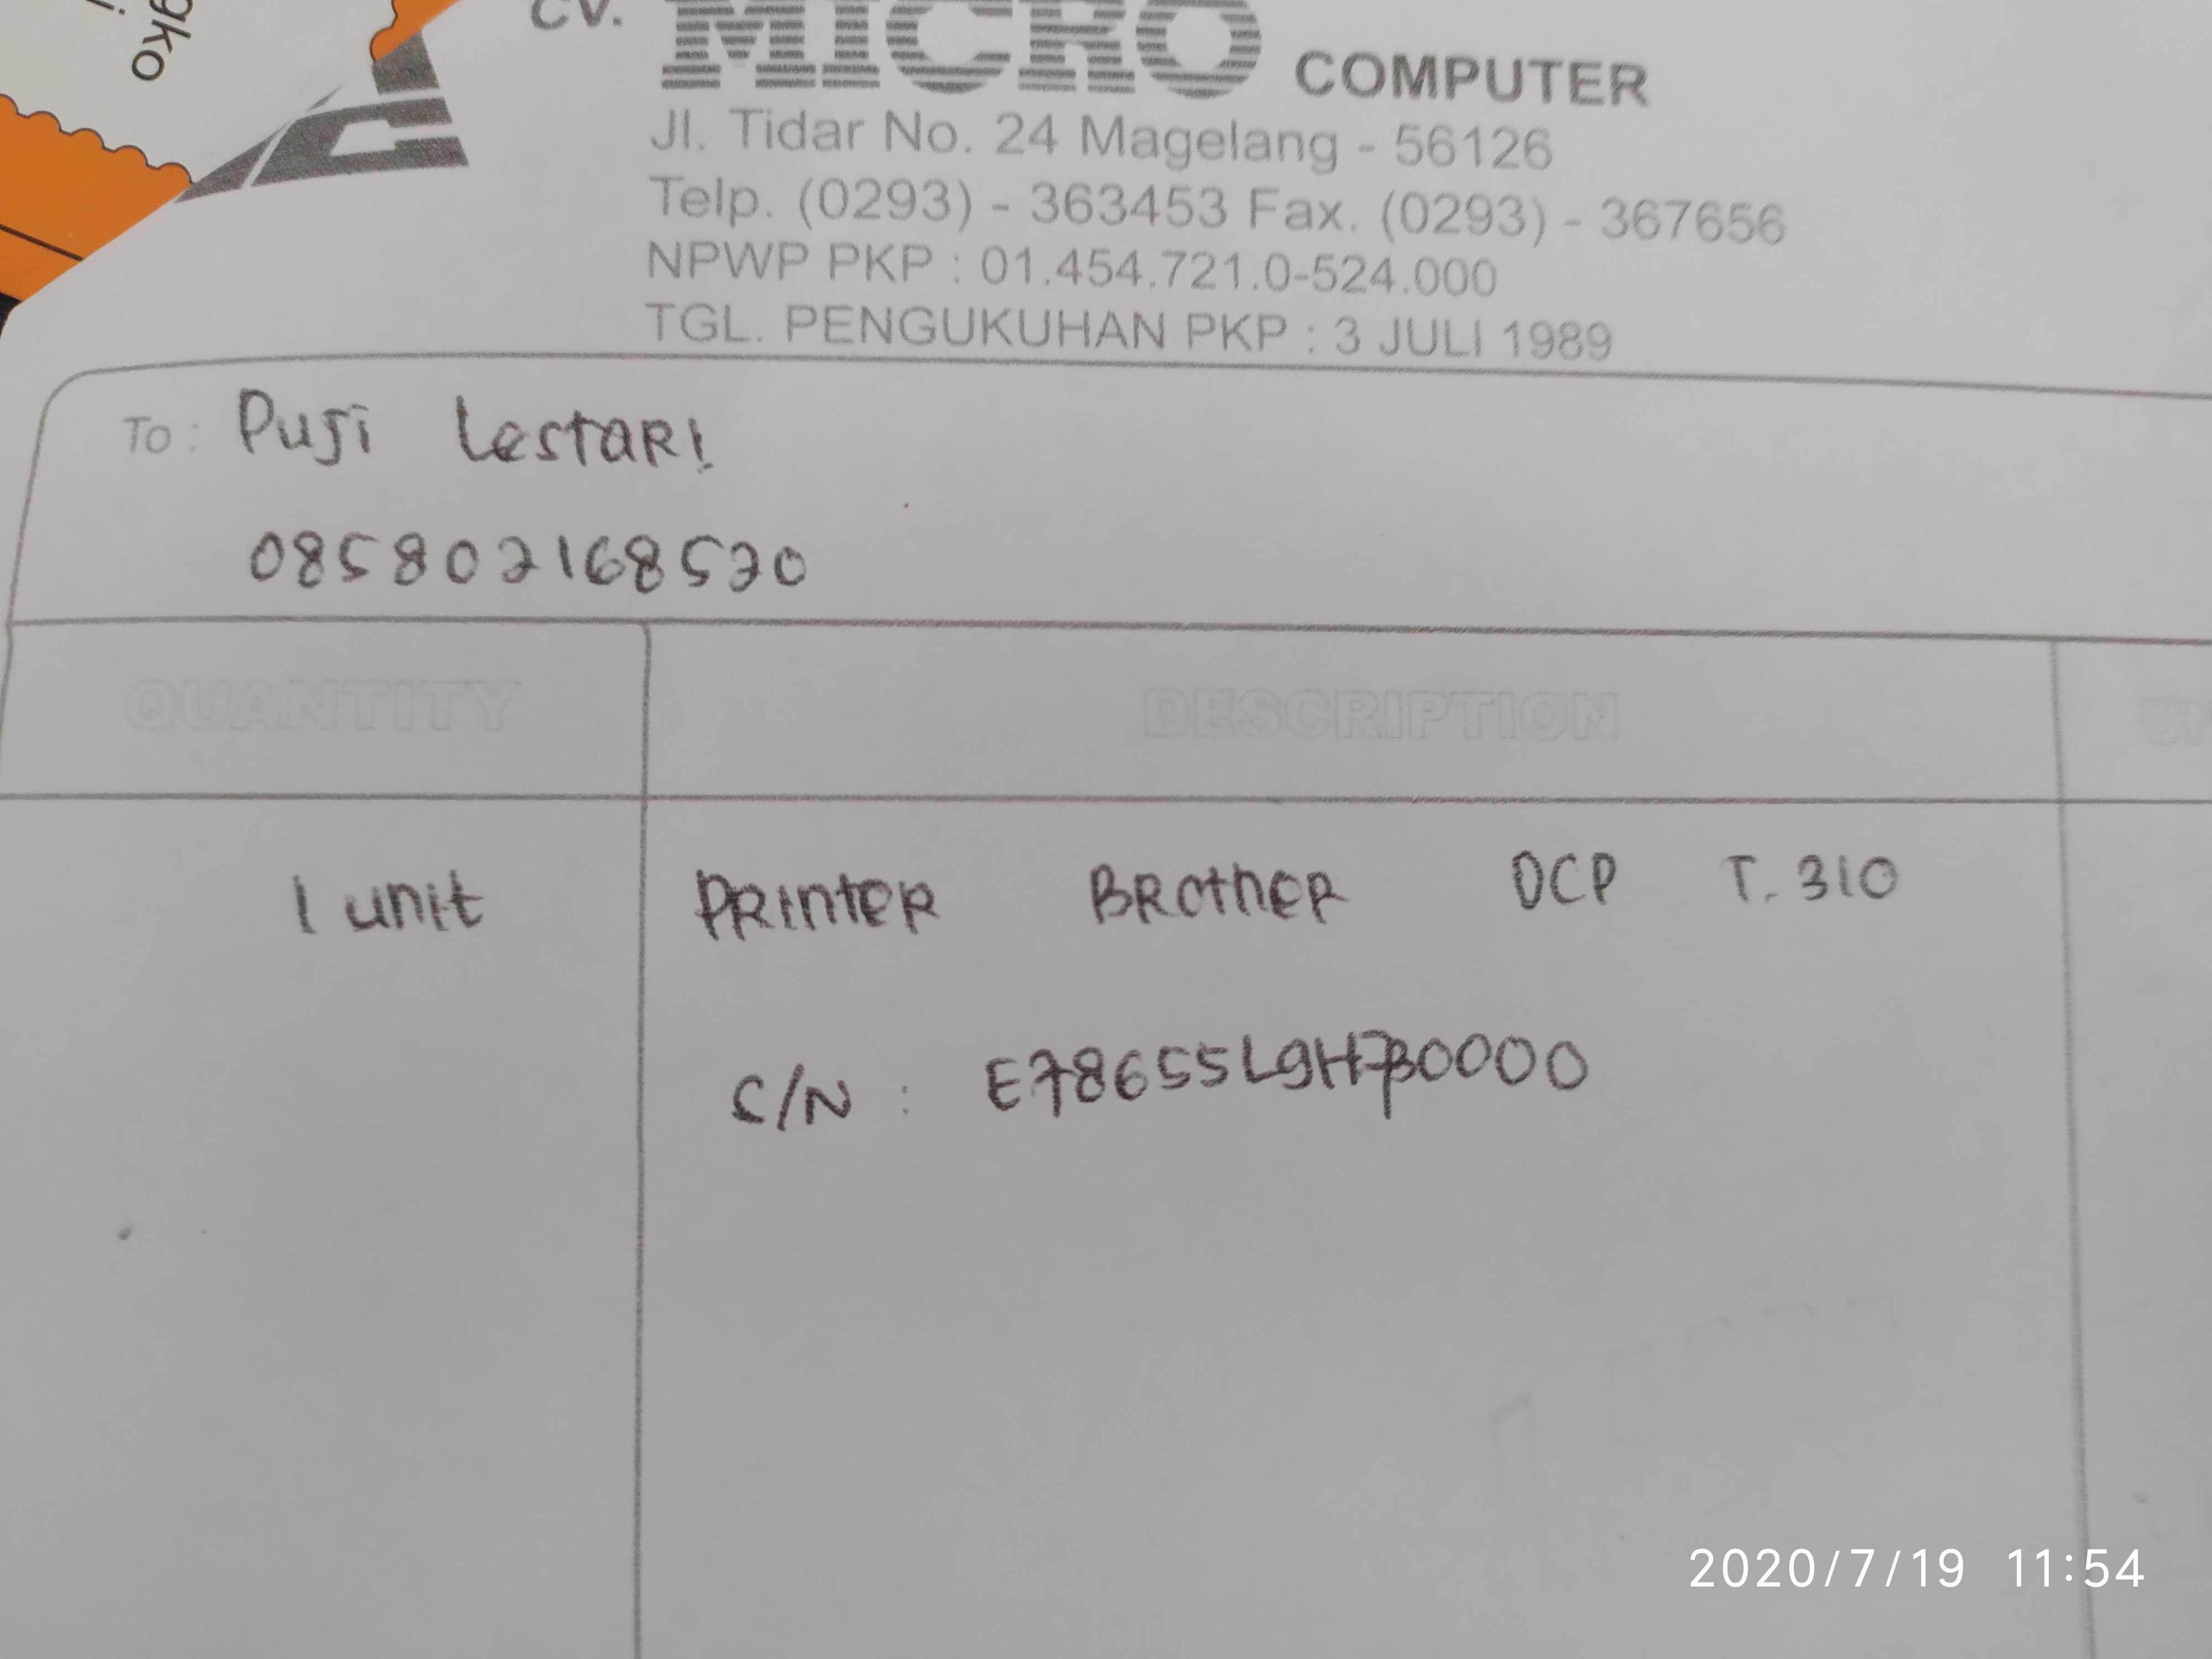 gko
i
CV. MICRO COMPUTER
Jl. Tidar No. 24 Magelang - 56126
Telp. (0293) - 363453 Fax. (0293) - 367656
NPWP PKP : 01.454.721.0-524.000
TGL. PENGUKUHAN PKP : 3 JULI 1989
To : Puji Lestari
085802168520
QUANTITY DESCRIPTION
1 unit Printer Brother DCP T. 310
S/N :
2020/7/19 11:54